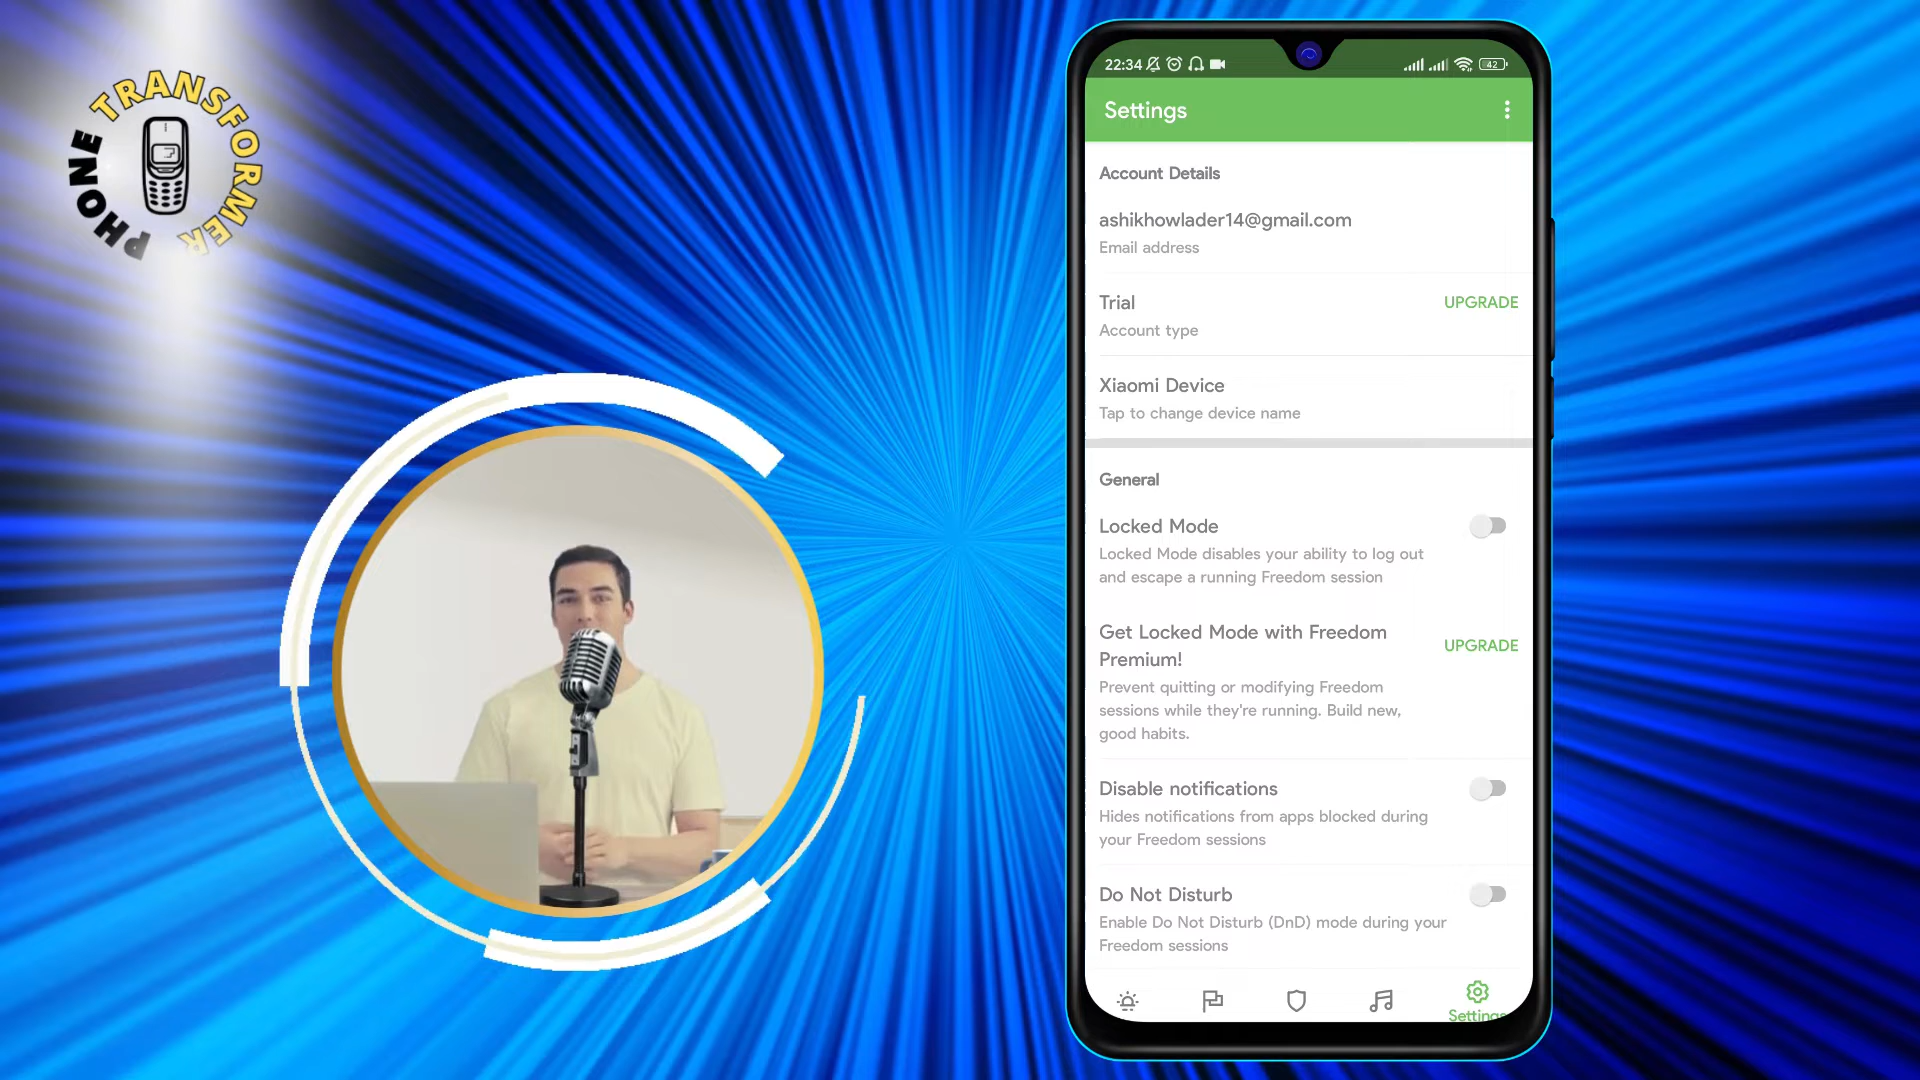 PHONE TRANSFORMER
22:34
42
Settings
Account Details
ashikhowlader14@gmail.com
Email address
Trial
UPGRADE
Account type
Xiaomi Device
Tap to change device name
General
Locked Mode
Locked Mode disables your ability to log out
and escape a running Freedom session
Get Locked Mode with Freedom
Premium!
UPGRADE
Prevent quitting or modifying Freedom
sessions while they're running. Build new,
good habits.
Disable notifications
Hides notifications from apps blocked during
your Freedom sessions
Do Not Disturb
Enable Do Not Disturb (DnD) mode during your
Freedom sessions
Settings